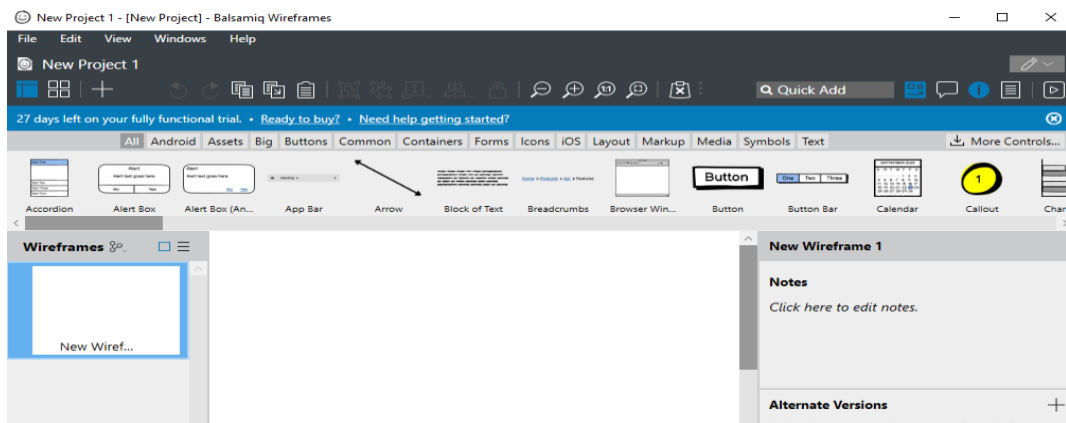 New Project 1 - [New Project] - Balsamiq Wireframes
File Edit View Windows Help
New Project 1
Quick Add
27 days left on your fully functional trial. • Ready to buy? • Need help getting started?
All Android Assets Big Buttons Common Containers Forms Icons iOS Layout Markup Media Symbols Text More Controls...
Button
One Two Three
1
Accordion Alert Box Alert Box (An... App Bar Arrow Block of Text Breadcrumbs Browser Win... Button Button Bar Calendar Callout Char
Wireframes
New Wireframe 1
Notes
Click here to edit notes.
New Wiref...
Alternate Versions